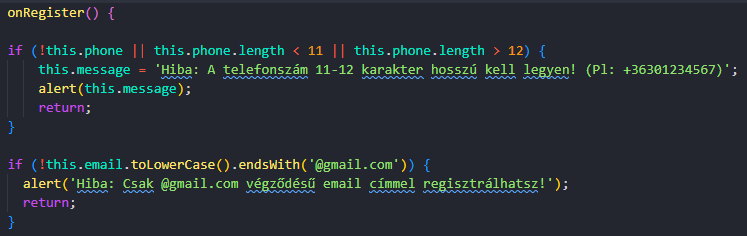 onRegister() {
if (!this.phone || this.phone.length < 11 || this.phone.length > 12) {
this.message = 'Hiba: A telefonszám 11-12 karakter hosszú kell legyen! (Pl: +36301234567)';
alert(this.message);
return;
}
if (!this.email.toLowerCase().endsWith('@gmail.com')) {
alert('Hiba: Csak @gmail.com végződésű email címmel regisztrálhatsz!');
return;
}